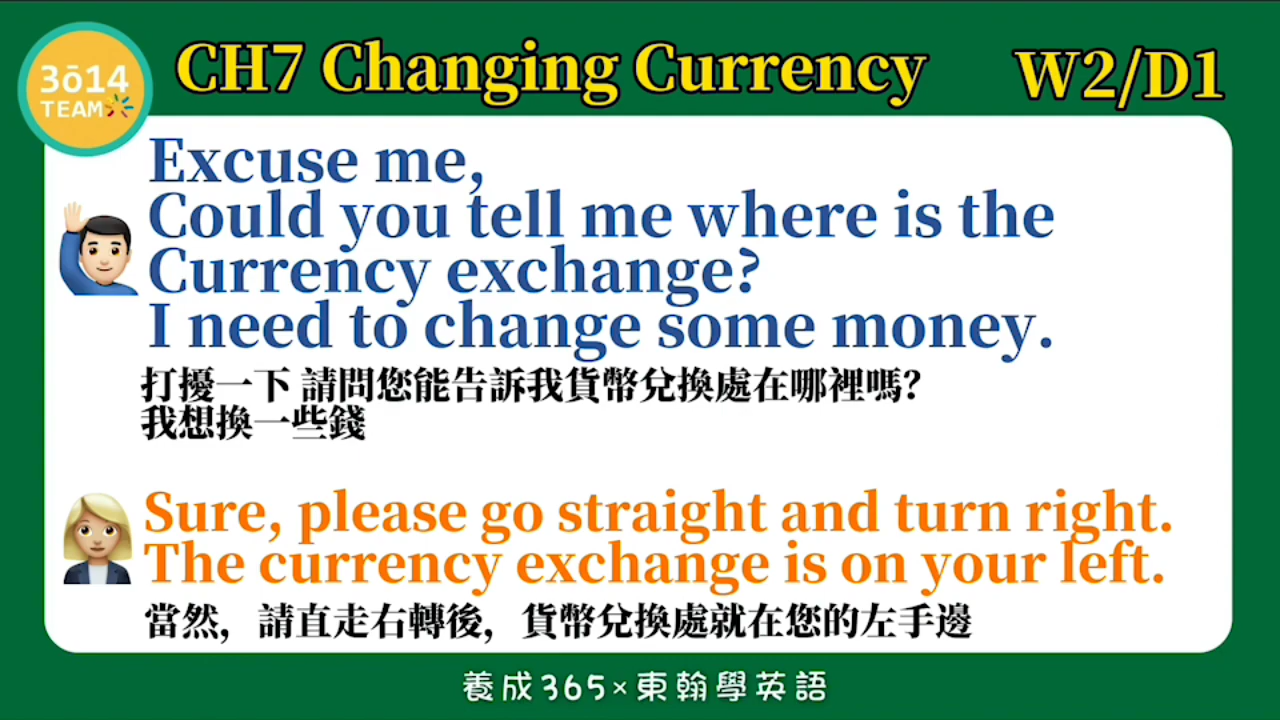 3ō14
TEAM
CH7 Changing Currency
W2/D1
Excuse me,
Could you tell me where is the
Currency exchange?
I need to change some money.
打擾一下 請問您能告訴我貨幣兌換處在哪裡嗎?
我想換一些錢
Sure, please go straight and turn right.
The currency exchange is on your left.
當然，請直走右轉後，貨幣兌換處就在您的左手邊
養成365×東翰學英語